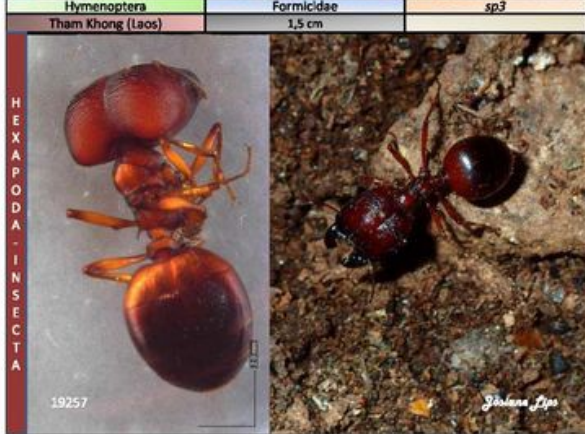 Hymenoptera
Formicidae
sp3
Tham Khong (Laos)
1,5 cm
HEXAPODA - INSECTA
19257
Josiane Lips